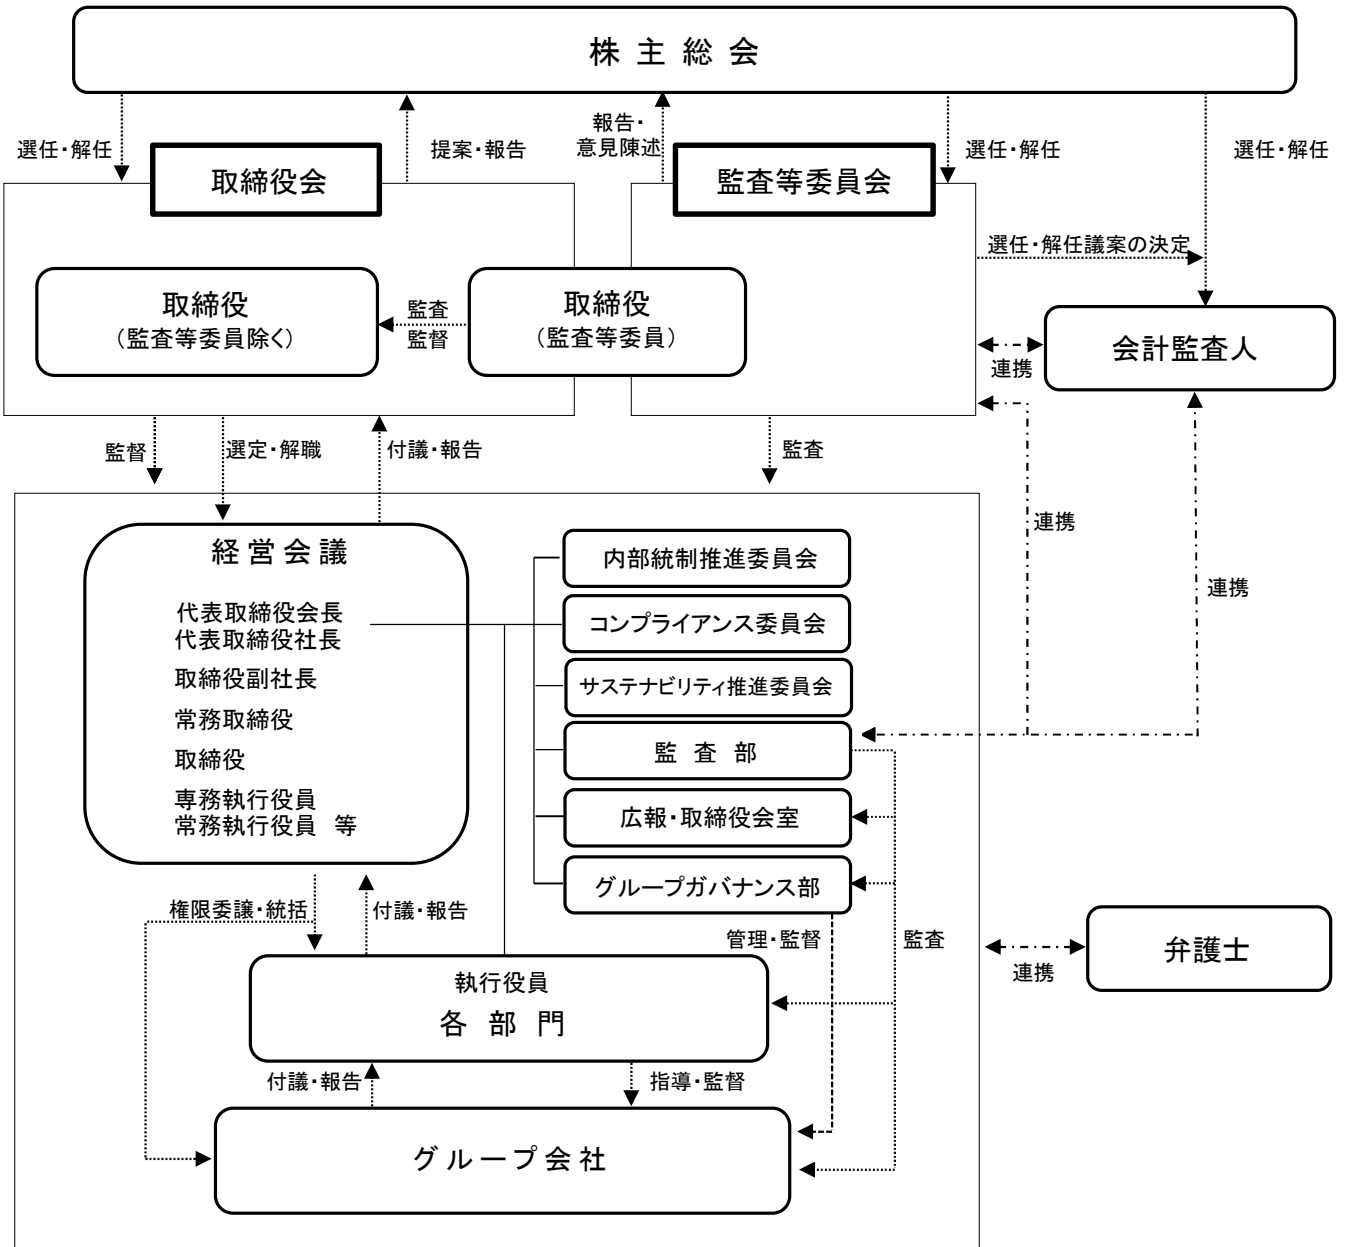 株主総会
選任・解任
提案・報告
報告・
意見陳述
選任・解任
選任・解任
取締役会
監査等委員会
選任・解任議案の決定
取締役
(監査等委員除く)
監査
監督
取締役
(監査等委員)
会計監査人
連携
監督
選定・解職
付議・報告
監査
連携
連携
経営会議
代表取締役会長
代表取締役社長
取締役副社長
常務取締役
取締役
専務執行役員
常務執行役員 等
内部統制推進委員会
コンプライアンス委員会
サステナビリティ推進委員会
監査部
広報・取締役会室
グループガバナンス部
権限委譲・統括
付議・報告
管理・監督
監査
弁護士
連携
執行役員
各部門
付議・報告
指導・監督
グループ会社